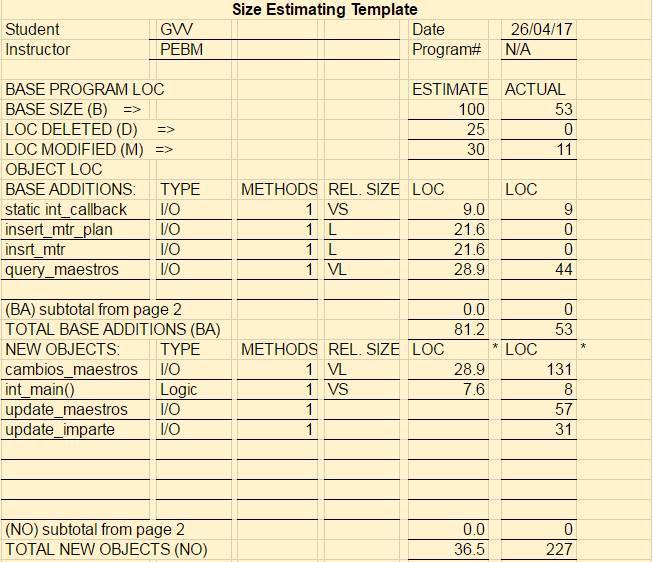 Size Estimating Template
Student GVV Date 26/04/17
Instructor PEBM Program# N/A
BASE PROGRAM LOC ESTIMATE ACTUAL
BASE SIZE (B) => 100 53
LOC DELETED (D) => 25 0
LOC MODIFIED (M) => 30 11
OBJECT LOC
BASE ADDITIONS: TYPE METHODS REL. SIZE LOC LOC
static int_callback I/O 1 VS 9.0 9
insert_mtr_plan I/O 1 L 21.6 0
insrt_mtr I/O 1 L 21.6 0
query_maestros I/O 1 VL 28.9 44
(BA) subtotal from page 2 0.0 0
TOTAL BASE ADDITIONS (BA) 81.2 53
NEW OBJECTS: TYPE METHODS REL. SIZE LOC * LOC *
cambios_maestros I/O 1 VL 28.9 131
int_main() Logic 1 VS 7.6 8
update_maestros I/O 1 57
update_imparte I/O 1 31
(NO) subtotal from page 2 0.0 0
TOTAL NEW OBJECTS (NO) 36.5 227